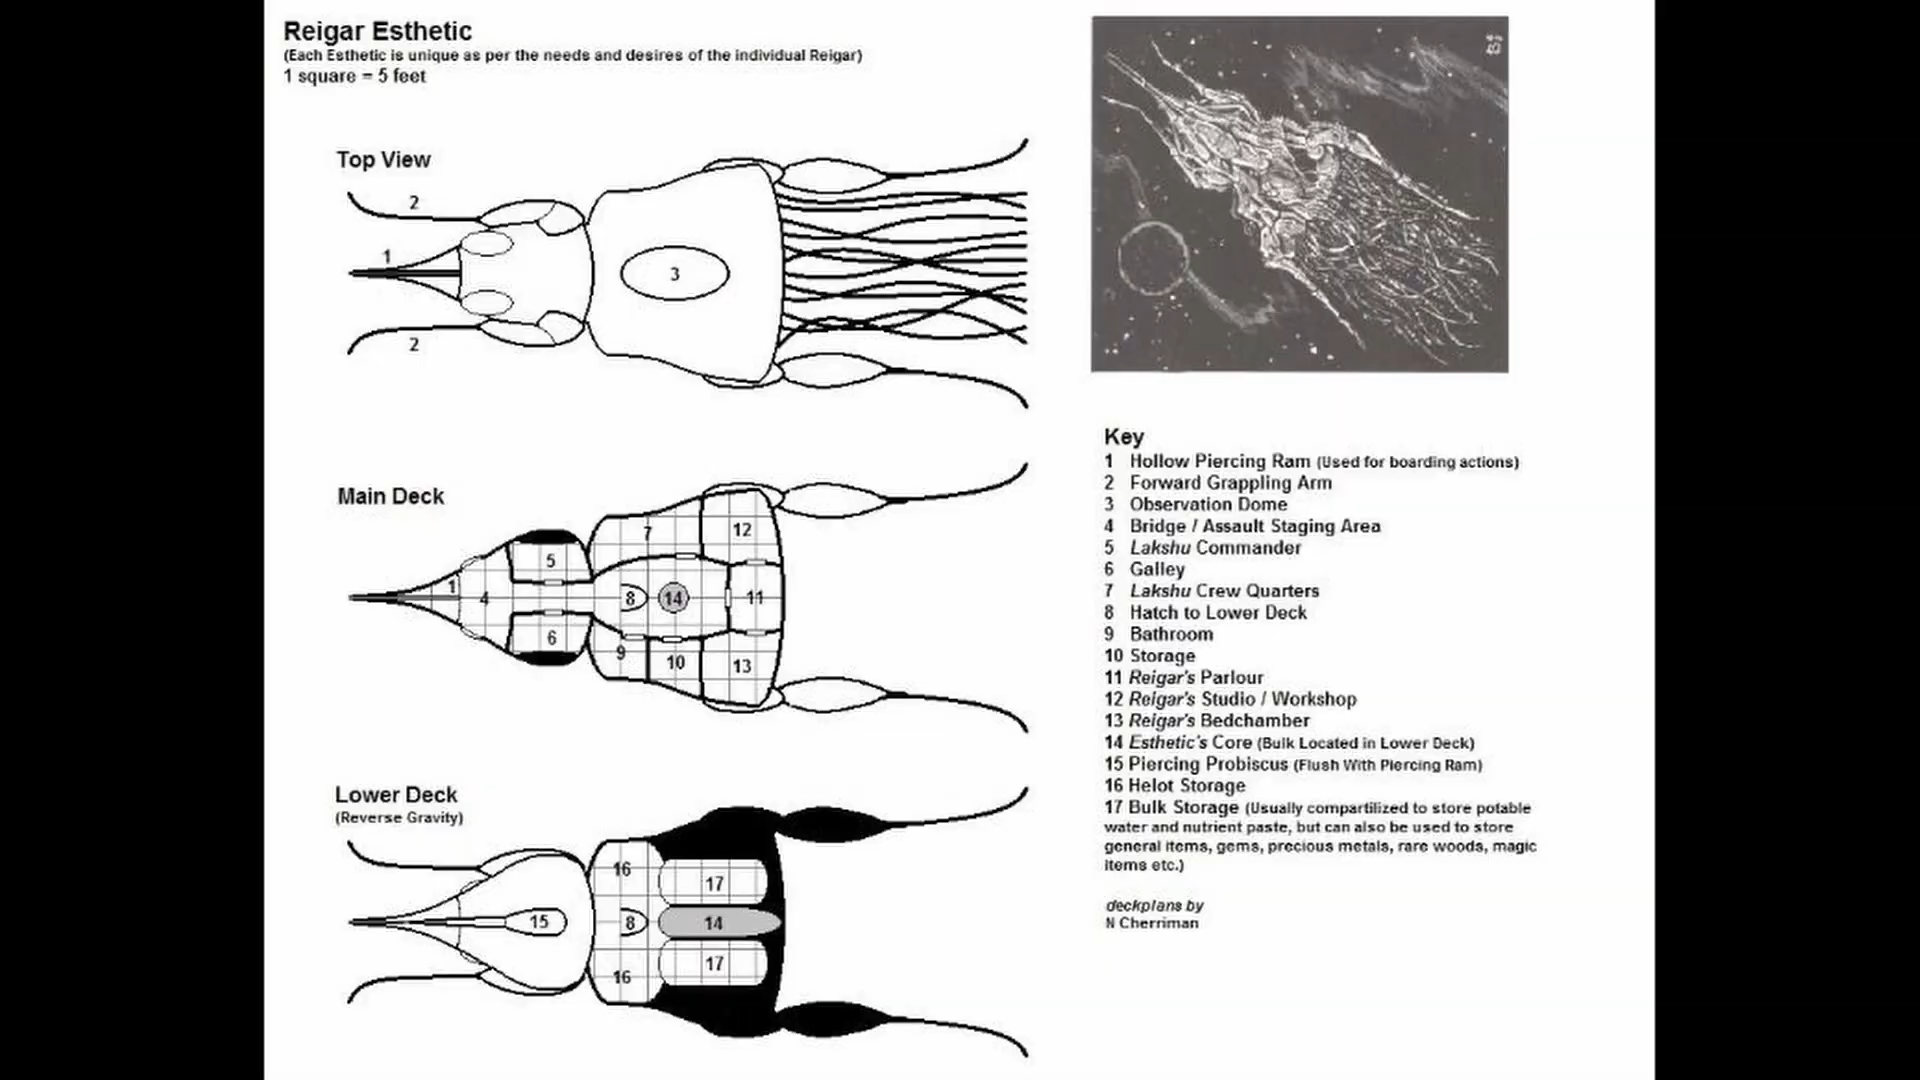 Reigar Esthetic
(Each Esthetic is unique as per the needs and desires of the individual Reigar)
1 square = 5 feet
Top View
2
1
3
2
Main Deck
7
12
5
1
4
8
14
11
6
9
10
13
Lower Deck
(Reverse Gravity)
16
17
15
8
14
17
16
Key
1 Hollow Piercing Ram (Used for boarding actions)
2 Forward Grappling Arm
3 Observation Dome
4 Bridge / Assault Staging Area
5 Lakshu Commander
6 Galley
7 Lakshu Crew Quarters
8 Hatch to Lower Deck
9 Bathroom
10 Storage
11 Reigar's Parlour
12 Reigar's Studio / Workshop
13 Reigar's Bedchamber
14 Esthetic's Core (Bulk Located in Lower Deck)
15 Piercing Probiscus (Flush With Piercing Ram)
16 Helot Storage
17 Bulk Storage (Usually compartilized to store potable
water and nutrient paste, but can also be used to store
general items, gems, precious metals, rare woods, magic
items etc.)
deckplans by
N Cherriman